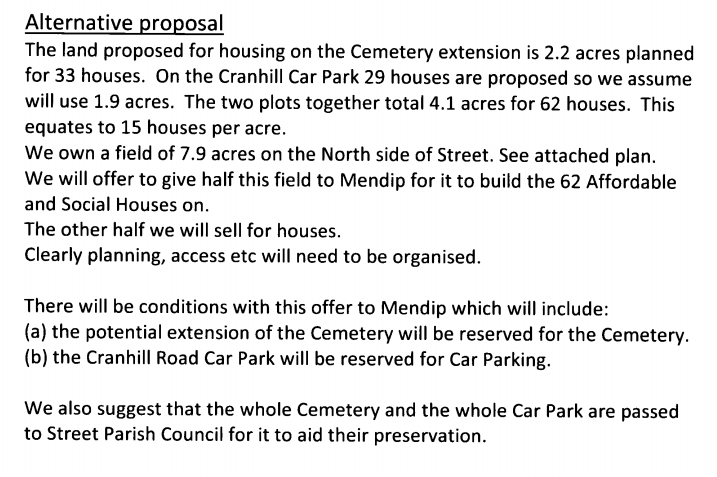 Alternative proposal
The land proposed for housing on the Cemetery extension is 2.2 acres planned
for 33 houses.  On the Cranhill Car Park 29 houses are proposed so we assume
will use 1.9 acres.  The two plots together total 4.1 acres for 62 houses.  This
equates to 15 houses per acre.
We own a field of 7.9 acres on the North side of Street. See attached plan.
We will offer to give half this field to Mendip for it to build the 62 Affordable
and Social Houses on.
The other half we will sell for houses.
Clearly planning, access etc will need to be organised.
There will be conditions with this offer to Mendip which will include:
(a) the potential extension of the Cemetery will be reserved for the Cemetery.
(b) the Cranhill Road Car Park will be reserved for Car Parking.
We also suggest that the whole Cemetery and the whole Car Park are passed
to Street Parish Council for it to aid their preservation.